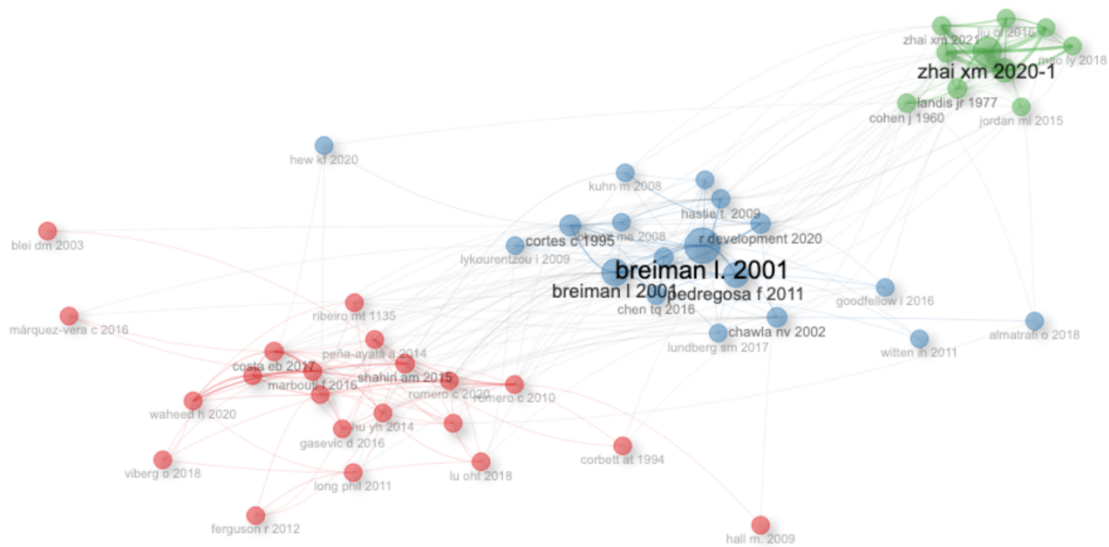 zhai xm 2021
liu ol 2016
mao ly 2018
zhai xm 2020-1
landis jr 1977
cohen j 1960
jordan mi 2015
hew kf 2020
kuhn m 2008
hastie t. 2009
blei dm 2003
cortes c 1995
me 2008
r development 2020
lykourentzou i 2009
breiman l. 2001
breiman l 2001
pedregosa f 2011
goodfellow i 2016
chen tq 2016
ribeiro mt 1135
márquez-vera c 2016
chawla nv 2002
almatrafi o 2018
lundberg sm 2017
witten ih 2011
peña-ayala a 2014
costa eb 2017
shahiri am 2015
marbouti f 2016
romero c 2020
romero c 2010
waheed h 2020
hu yh 2014
gasevic d 2016
corbett at 1994
viberg o 2018
lu oht 2018
long phil 2011
ferguson r 2012
hall m. 2009